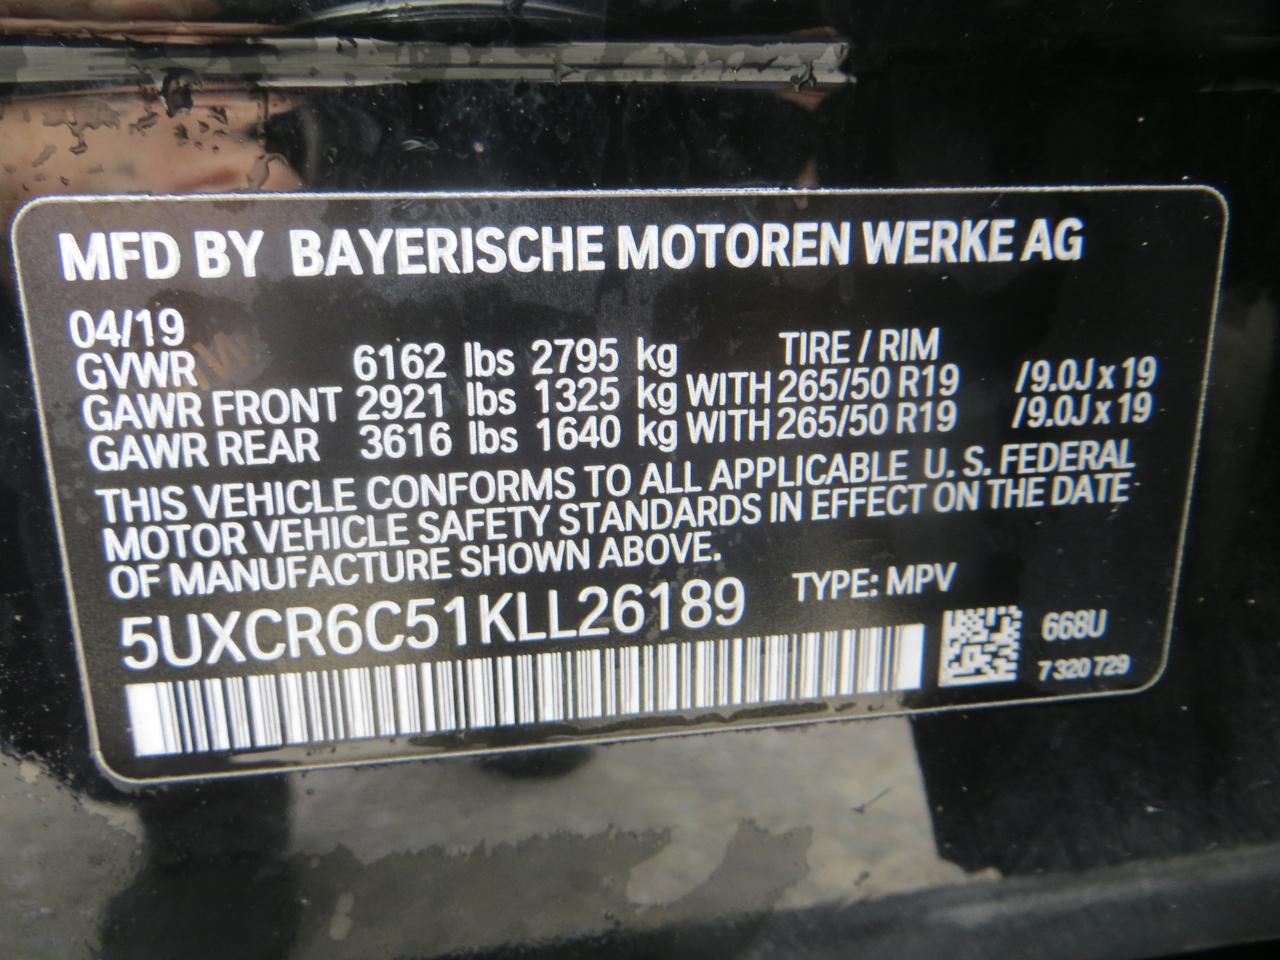 MFD BY BAYERISCHE MOTOREN WERKE AG
04/19 TIRE / RIM
GVWR 6162 lbs 2795 kg
GAWR FRONT 2921 lbs 1325 kg WITH 265/50 R19 /9.0J x 19
GAWR REAR 3616 lbs 1640 kg WITH 265/50 R19 /9.0J x 19
THIS VEHICLE CONFORMS TO ALL APPLICABLE U. S. FEDERAL
MOTOR VEHICLE SAFETY STANDARDS IN EFFECT ON THE DATE
OF MANUFACTURE SHOWN ABOVE.
5UXCR6C51KLL26189 TYPE: MPV
668U
7 320 729